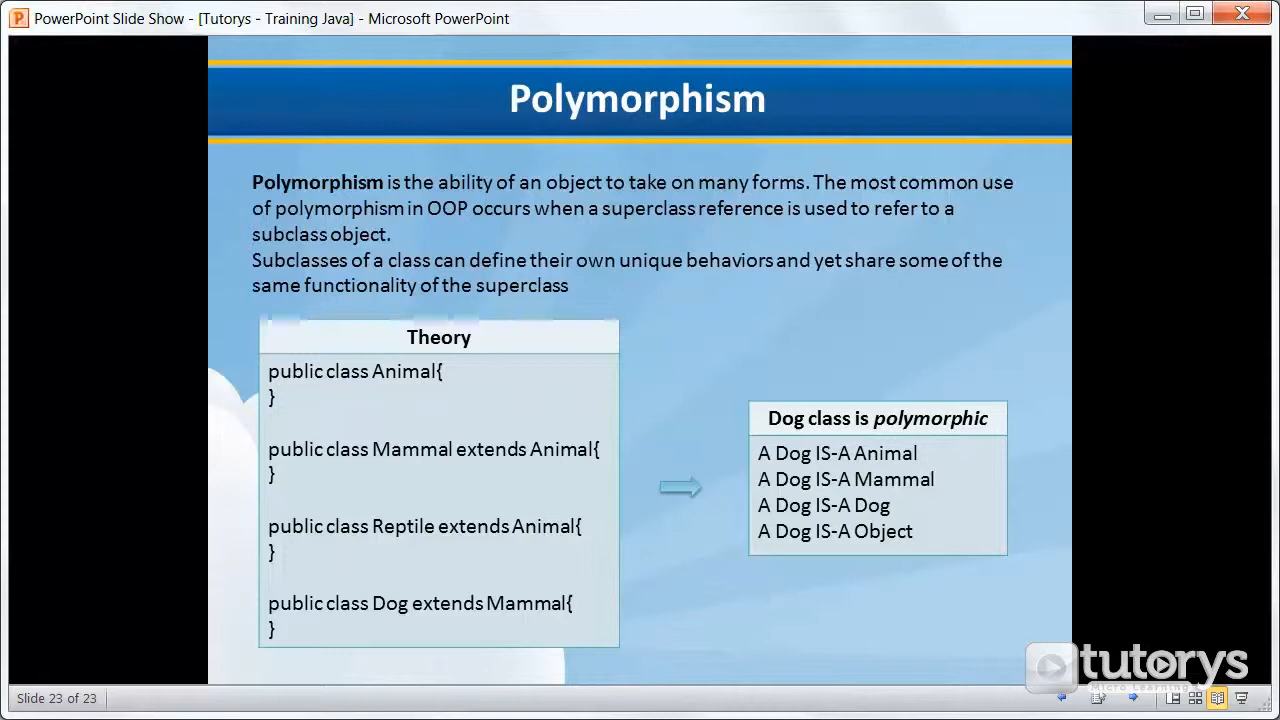 PowerPoint Slide Show - [Tutorys - Training Java] - Microsoft PowerPoint
Polymorphism
Polymorphism is the ability of an object to take on many forms. The most common use
of polymorphism in OOP occurs when a superclass reference is used to refer to a
subclass object.
Subclasses of a class can define their own unique behaviors and yet share some of the
same functionality of the superclass
Theory
public class Animal{
}
public class Mammal extends Animal{
}
public class Reptile extends Animal{
}
public class Dog extends Mammal{
}
Dog class is polymorphic
A Dog IS-A Animal
A Dog IS-A Mammal
A Dog IS-A Dog
A Dog IS-A Object
tutorys
Micro Learning
Slide 23 of 23